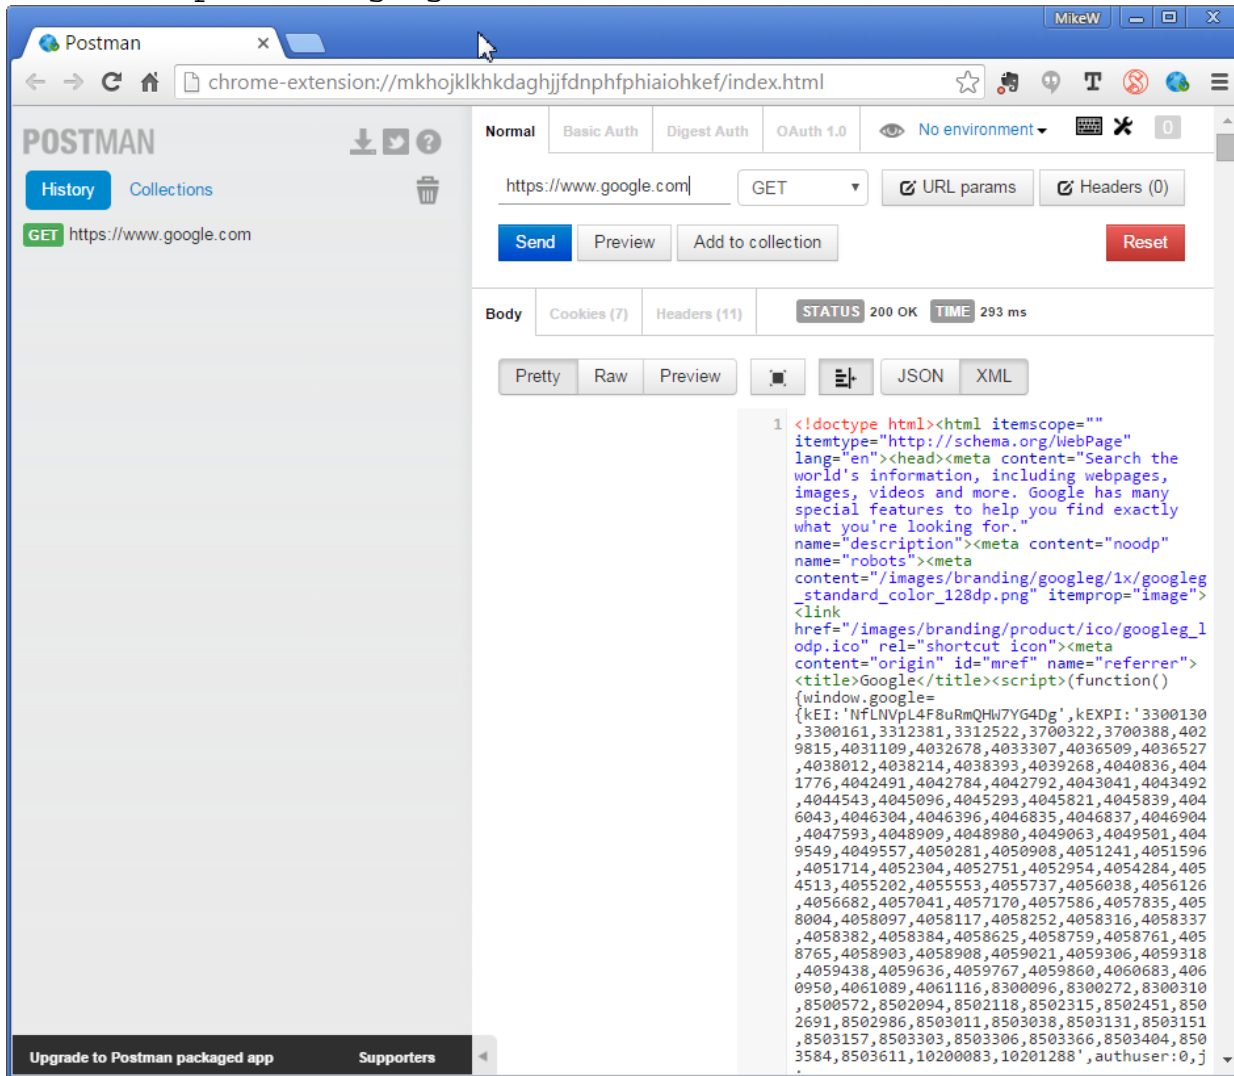 MikeW
Postman
chrome-extension://mkhojklkhkdaghjjfdnphfphiaiohkef/index.html
POSTMAN
History Collections
GET https://www.google.com
Normal Basic Auth Digest Auth OAuth 1.0 No environment 0
https://www.google.com GET URL params Headers (0)
Send Preview Add to collection Reset
Body Cookies (7) Headers (11) STATUS 200 OK TIME 293 ms
Pretty Raw Preview JSON XML
1 <!doctype html><html itemscope=""
itemtype="http://schema.org/WebPage"
lang="en"><head><meta content="Search the
world's information, including webpages,
images, videos and more. Google has many
special features to help you find exactly
what you're looking for."
name="description"><meta content="noodp"
name="robots"><meta
content="/images/branding/googleg/1x/googleg
_standard_color_128dp.png" itemprop="image">
<link
href="/images/branding/product/ico/googleg_l
odp.ico" rel="shortcut icon"><meta
content="origin" id="mref" name="referrer">
<title>Google</title><script>(function()
{window.google=
{kEI:'NfLNVpL4F8uRmQHW7YG4Dg',kEXPI:'3300130
,3300161,3312381,3312522,3700322,3700388,402
9815,4031109,4032678,4033307,4036509,4036527
,4038012,4038214,4038393,4039268,4040836,404
1776,4042491,4042784,4042792,4043041,4043492
,4044543,4045096,4045293,4045821,4045839,404
6043,4046304,4046396,4046835,4046837,4046904
,4047593,4048909,4048980,4049063,4049501,404
9549,4049557,4050281,4050908,4051241,4051596
,4051714,4052304,4052751,4052954,4054284,405
4513,4055202,4055553,4055737,4056038,4056126
,4056682,4057041,4057170,4057586,4057835,405
8004,4058097,4058117,4058252,4058316,4058337
,4058382,4058384,4058625,4058759,4058761,405
8765,4058903,4058908,4059021,4059306,4059318
,4059438,4059636,4059767,4059860,4060683,406
0950,4061089,4061116,8300096,8300272,8300310
,8500572,8502094,8502118,8502315,8502451,850
2691,8502986,8503011,8503038,8503131,8503151
,8503157,8503303,8503306,8503366,8503404,850
3584,8503611,10200083,10201288',authuser:0,j
Upgrade to Postman packaged app Supporters